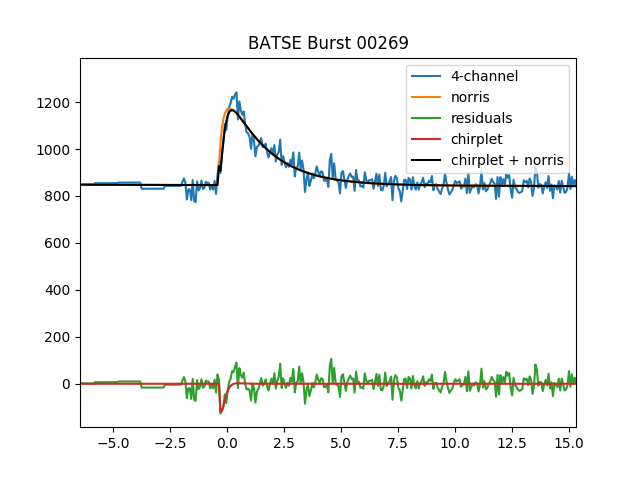 BATSE Burst 00269
4-channel
norris
residuals
chirplet
chirplet + norris
1200
1000
800
600
400
200
0
−5.0 −2.5 0.0 2.5 5.0 7.5 10.0 12.5 15.0